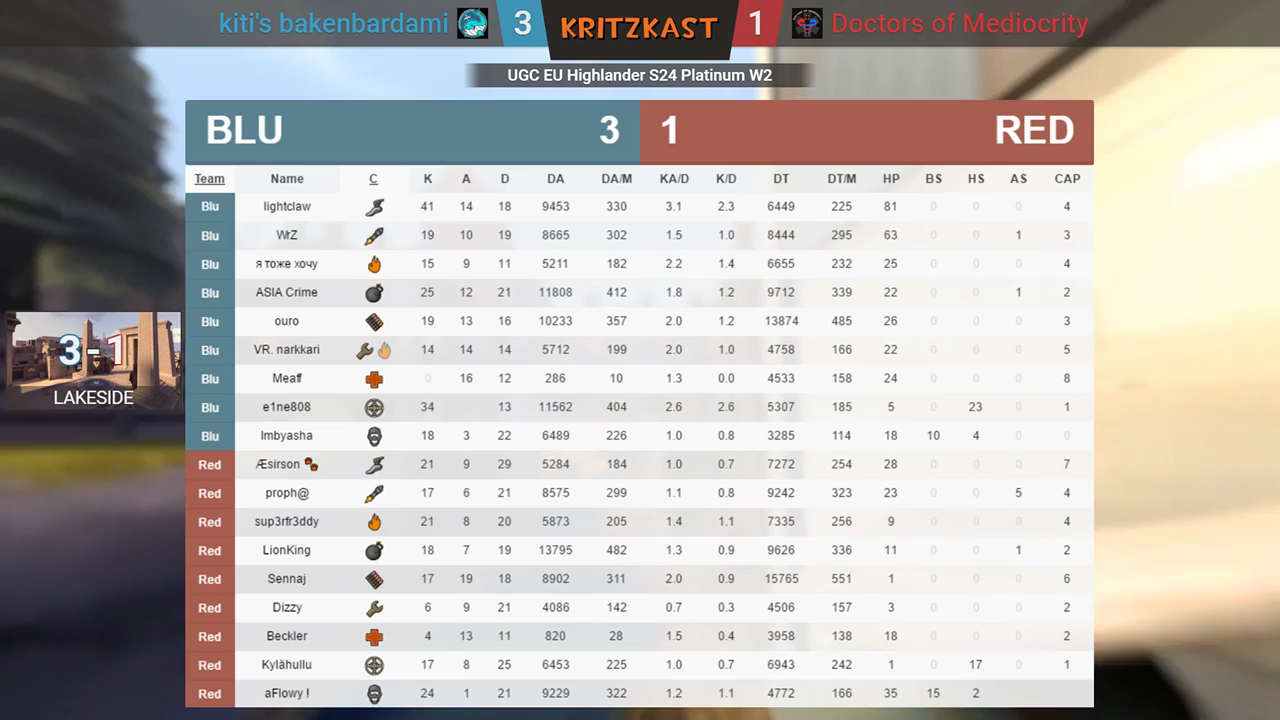 kiti's bakenbardami 3 KRITZKAST 1 Doctors of Mediocrity
UGC EU Highlander S24 Platinum W2
BLU 3 1 RED
Team Name C K A D DA DA/M KA/D K/D DT DT/M HP BS HS AS CAP
Blu lightclaw 41 14 18 9453 330 3.1 2.3 6449 225 81 0 0 0 4
Blu WrZ 19 10 19 8665 302 1.5 1.0 8444 295 63 0 0 1 3
Blu я тоже хочу 15 9 11 5211 182 2.2 1.4 6655 232 25 0 0 0 4
Blu ASIA Crime 25 12 21 11808 412 1.8 1.2 9712 339 22 0 0 1 2
Blu ouro 19 13 16 10233 357 2.0 1.2 13874 485 26 0 0 0 3
Blu VR. narkkari 14 14 14 5712 199 2.0 1.0 4758 166 22 0 0 0 5
Blu Meaff 0 16 12 286 10 1.3 0.0 4533 158 24 0 0 0 8
Blu e1ne808 34 13 11562 404 2.6 2.6 5307 185 5 0 23 0 1
Blu Imbyasha 18 3 22 6489 226 1.0 0.8 3285 114 18 10 4 0 0
Red Æsirson 21 9 29 5284 184 1.0 0.7 7272 254 28 0 0 0 7
Red proph@ 17 6 21 8575 299 1.1 0.8 9242 323 23 0 0 5 4
Red sup3rfr3ddy 21 8 20 5873 205 1.4 1.1 7335 256 9 0 0 0 4
Red LionKing 18 7 19 13795 482 1.3 0.9 9626 336 11 0 0 1 2
Red Sennaj 17 19 18 8902 311 2.0 0.9 15765 551 1 0 0 0 6
Red Dizzy 6 9 21 4086 142 0.7 0.3 4506 157 3 0 0 0 2
Red Beckler 4 13 11 820 28 1.5 0.4 3958 138 18 0 0 0 2
Red Kylähullu 17 8 25 6453 225 1.0 0.7 6943 242 1 0 17 0 1
Red aFlowy ! 24 1 21 9229 322 1.2 1.1 4772 166 35 15 2
3 - 1
LAKESIDE